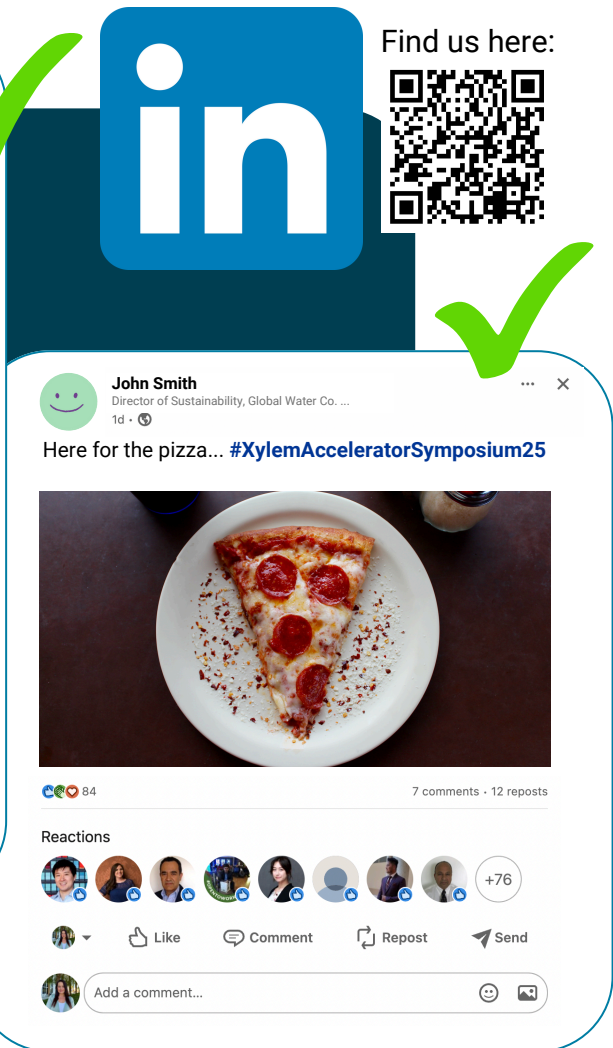 in
Find us here:
John Smith
Director of Sustainability, Global Water Co. ...
1d •
Here for the pizza... #XylemAcceleratorSymposium25
84
7 comments • 12 reposts
Reactions
+76
Like
Comment
Repost
Send
Add a comment...